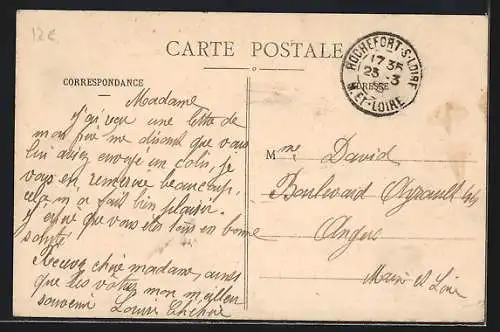 12€
CARTE POSTALE
CORRESPONDANCE
ROCHEFORT-S-LOIRE
17 35
23 - 3
ADRESSE
M.-ET-LOIRE
Madame
J'ai reçu une lettre de
mon père me disant que vous
lui aviez envoyé un colis, je
vous en remercie beaucoup.
cela m'a fait bien plaisir.
que vous êtes tous en bonne
santé!
Recevez chère madame, ainsi
que les vôtres mon meilleur
souvenir Louise
Mme David
Boulevard Ayrault 44
Angers
Maine et Loire